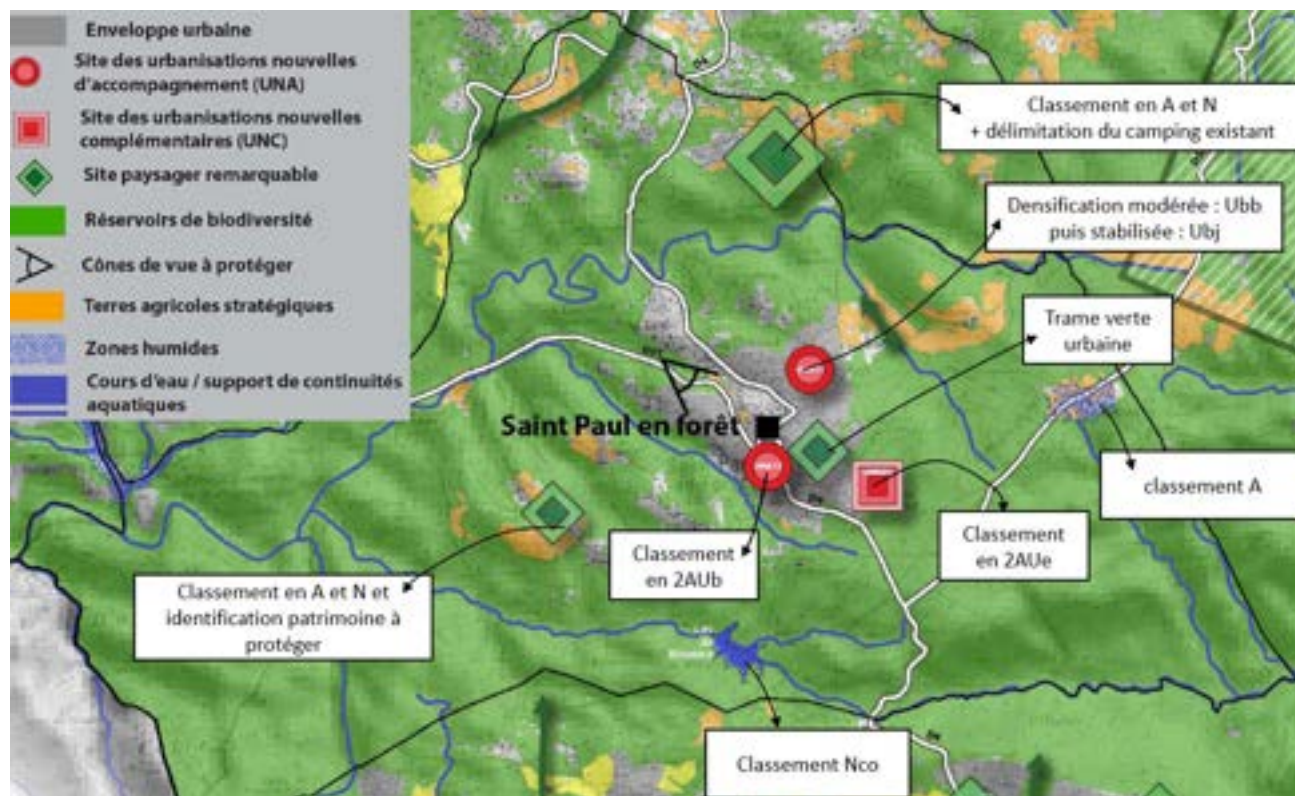 Enveloppe urbaine
Site des urbanisations nouvelles
d'accompagnement (UNA)
Site des urbanisations nouvelles
complémentaires (UNC)
Site paysager remarquable
Réservoirs de biodiversité
Cônes de vue à protéger
Terres agricoles stratégiques
Zones humides
Cours d'eau / support de continuités
aquatiques
Classement en A et N
+ délimitation du camping existant
Densification modérée : Ubb
puis stabilisée : Ubj
Trame verte
urbaine
Saint Paul en forêt
classement A
Classement
en 2AUe
Classement
en 2AUb
Classement en A et N et
identification patrimoine à
protéger
Classement Nco